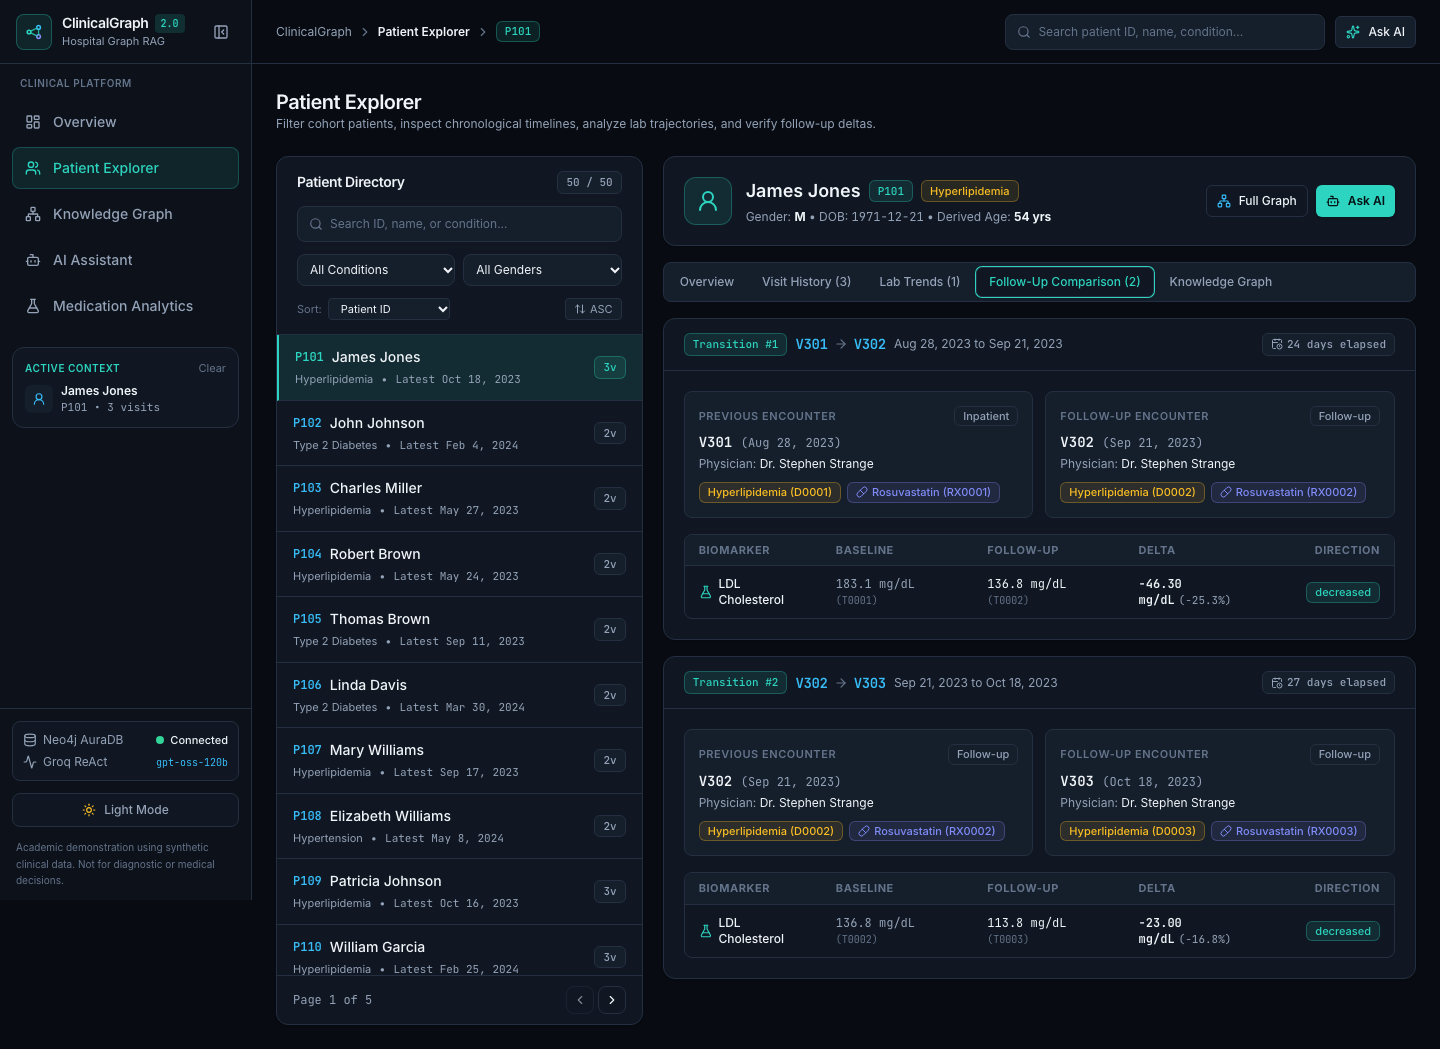 ClinicalGraph 2.0
Hospital Graph RAG
CLINICAL PLATFORM
Overview
Patient Explorer
Knowledge Graph
AI Assistant
Medication Analytics
ACTIVE CONTEXT Clear
James Jones
P101 • 3 visits
Neo4j AuraDB Connected
Groq ReAct gpt-oss-120b
Light Mode
Academic demonstration using synthetic
clinical data. Not for diagnostic or medical
decisions.
ClinicalGraph Patient Explorer P101
Search patient ID, name, condition...
Ask AI
Patient Explorer
Filter cohort patients, inspect chronological timelines, analyze lab trajectories, and verify follow-up deltas.
Patient Directory 50 / 50
Search ID, name, or condition...
All Conditions All Genders
Sort: Patient ID ASC
P101 James Jones
Hyperlipidemia • Latest Oct 18, 2023
3v
P102 John Johnson
Type 2 Diabetes • Latest Feb 4, 2024
2v
P103 Charles Miller
Hyperlipidemia • Latest May 27, 2023
2v
P104 Robert Brown
Hyperlipidemia • Latest May 24, 2023
2v
P105 Thomas Brown
Type 2 Diabetes • Latest Sep 11, 2023
2v
P106 Linda Davis
Type 2 Diabetes • Latest Mar 30, 2024
2v
P107 Mary Williams
Hyperlipidemia • Latest Sep 17, 2023
2v
P108 Elizabeth Williams
Hypertension • Latest May 8, 2024
2v
P109 Patricia Johnson
Hyperlipidemia • Latest Oct 16, 2023
3v
P110 William Garcia
Hyperlipidemia • Latest Feb 25, 2024
3v
Page 1 of 5
James Jones P101 Hyperlipidemia
Gender: M • DOB: 1971-12-21 • Derived Age: 54 yrs
Full Graph Ask AI
Overview Visit History (3) Lab Trends (1) Follow-Up Comparison (2) Knowledge Graph
Transition #1 V301 → V302 Aug 28, 2023 to Sep 21, 2023 24 days elapsed
PREVIOUS ENCOUNTER Inpatient
V301 (Aug 28, 2023)
Physician: Dr. Stephen Strange
Hyperlipidemia (D0001) Rosuvastatin (RX0001)
FOLLOW-UP ENCOUNTER Follow-up
V302 (Sep 21, 2023)
Physician: Dr. Stephen Strange
Hyperlipidemia (D0002) Rosuvastatin (RX0002)
BIOMARKER BASELINE FOLLOW-UP DELTA DIRECTION
LDL 183.1 mg/dL 136.8 mg/dL -46.30 decreased
Cholesterol (T0001) (T0002) mg/dL (-25.3%)
Transition #2 V302 → V303 Sep 21, 2023 to Oct 18, 2023 27 days elapsed
PREVIOUS ENCOUNTER Follow-up
V302 (Sep 21, 2023)
Physician: Dr. Stephen Strange
Hyperlipidemia (D0002) Rosuvastatin (RX0002)
FOLLOW-UP ENCOUNTER Follow-up
V303 (Oct 18, 2023)
Physician: Dr. Stephen Strange
Hyperlipidemia (D0003) Rosuvastatin (RX0003)
BIOMARKER BASELINE FOLLOW-UP DELTA DIRECTION
LDL 136.8 mg/dL 113.8 mg/dL -23.00 decreased
Cholesterol (T0002) (T0003) mg/dL (-16.8%)